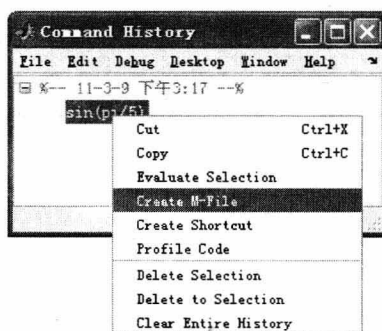 Command History
File Edit Debug Desktop Window Help
%-- 11-3-9 下午3:17 --%
sin(pi/5)
Cut Ctrl+X
Copy Ctrl+C
Evaluate Selection
Create M-File
Create Shortcut
Profile Code
Delete Selection
Delete to Selection
Clear Entire History